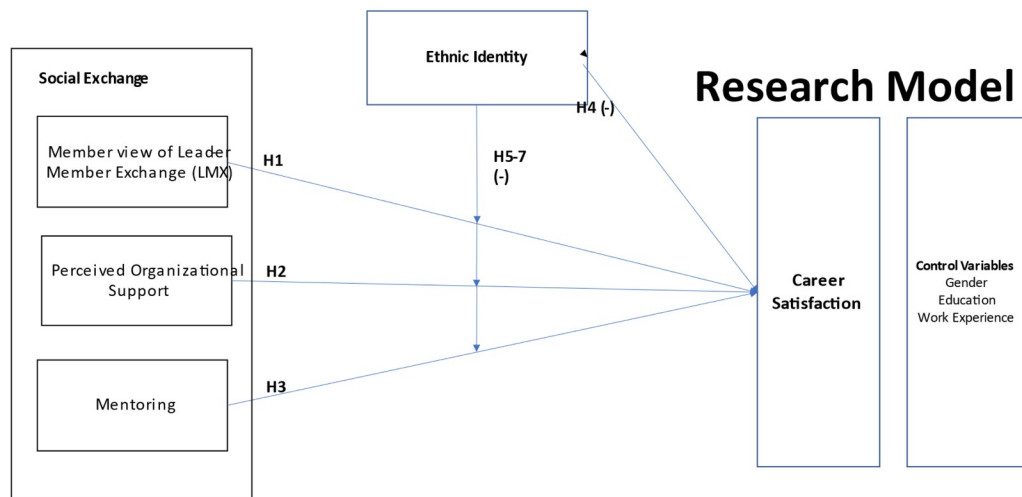 Research Model
Social Exchange
Member view of Leader
Member Exchange (LMX)
Perceived Organizational
Support
Mentoring
Ethnic Identity
H1
H2
H3
H4 (-)
H5-7
(-)
Career
Satisfaction
Control Variables
Gender
Education
Work Experience